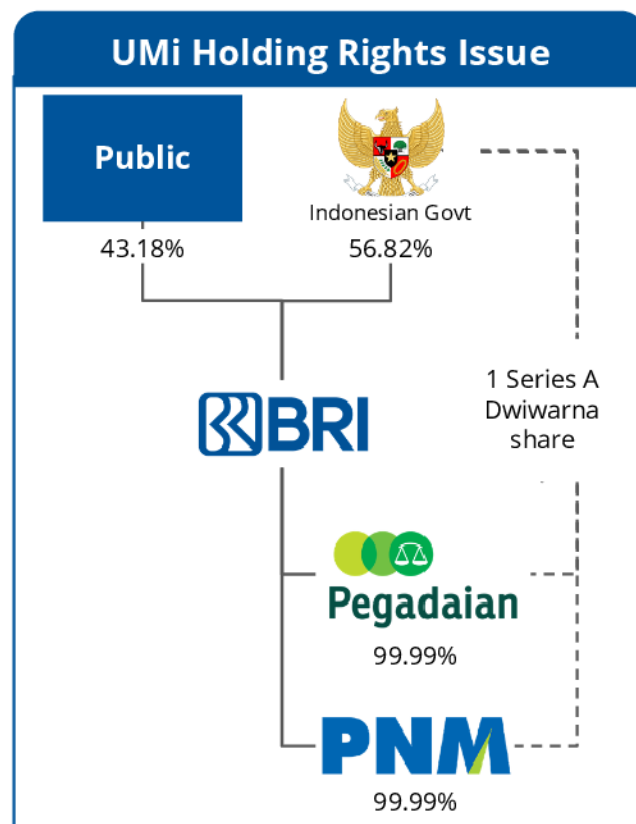 UMi Holding Rights Issue
Public
Indonesian Govt
43.18%
56.82%
1 Series A
Dwiwarna
share
BRI
Pegadaian
99.99%
PNM
99.99%